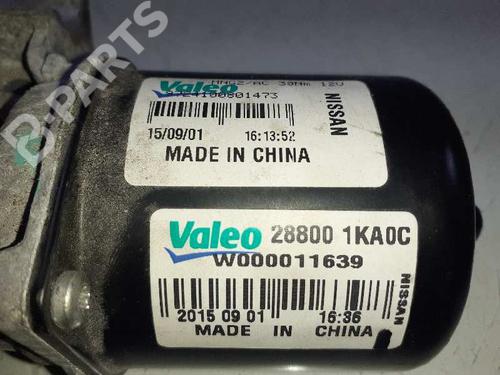 B-PARTS
Valeo
MNG2/AC 30Nm 12V
15/09/01 16:13:52
MADE IN CHINA
NISSAN
Valeo 28800 1KA0C
W000011639
2015 09 01 16:36
MADE IN CHINA
NISSAN